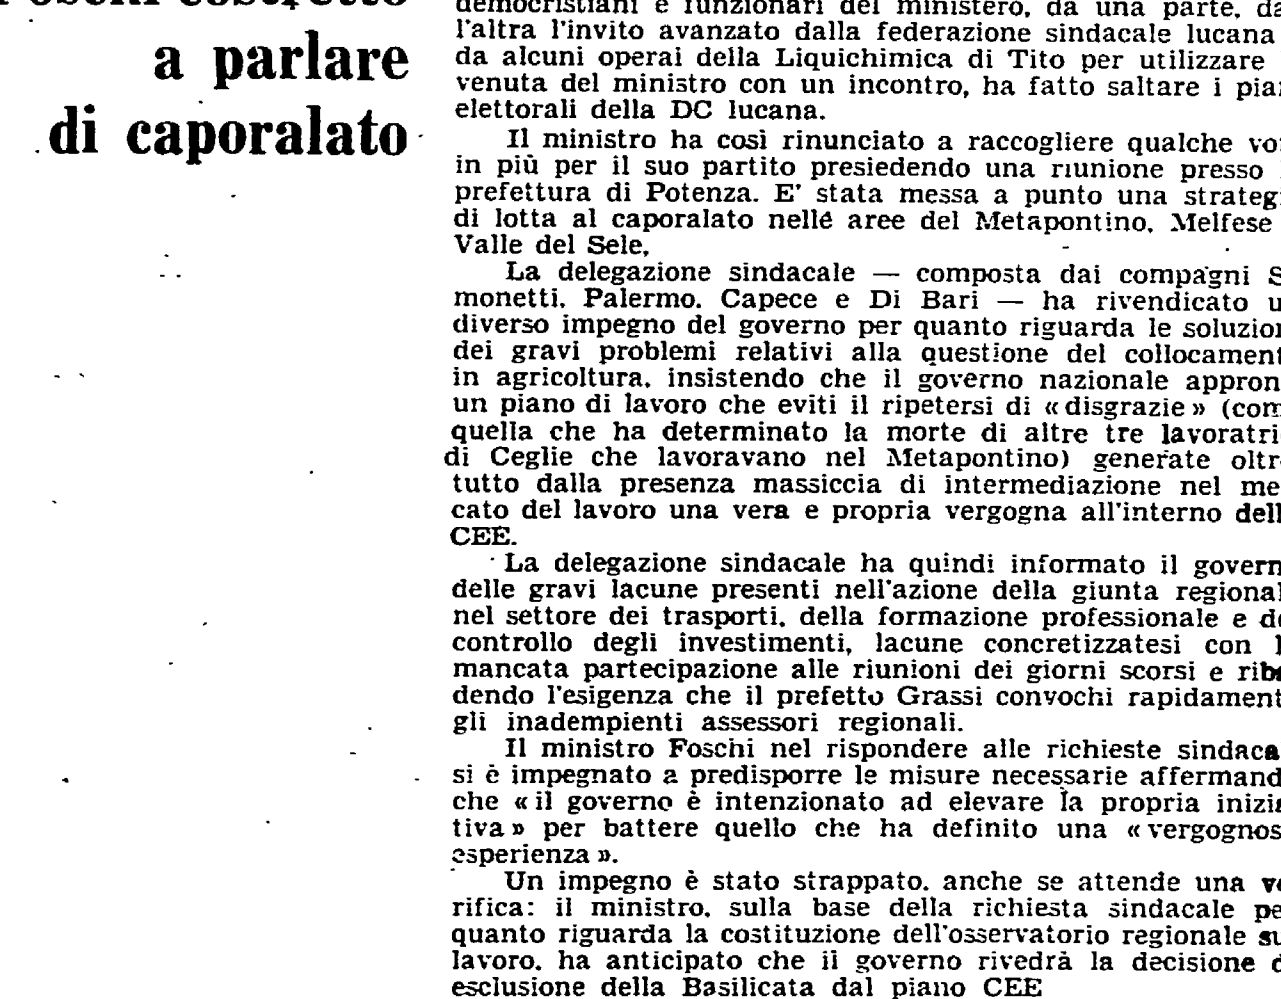 Foschi costretto
a parlare
di caporalato
democristiani e funzionari del ministero, da una parte, da
l'altra l'invito avanzato dalla federazione sindacale lucana
da alcuni operai della Liquichimica di Tito per utilizzare
venuta del ministro con un incontro, ha fatto saltare i pia
elettorali della DC lucana.
Il ministro ha così rinunciato a raccogliere qualche vo
in più per il suo partito presiedendo una riunione presso
prefettura di Potenza. E' stata messa a punto una strateg
di lotta al caporalato nelle aree del Metapontino, Melfese
Valle del Sele,
La delegazione sindacale — composta dai compagni S
monetti, Palermo, Capece e Di Bari — ha rivendicato u
diverso impegno del governo per quanto riguarda le soluzion
dei gravi problemi relativi alla questione del collocament
in agricoltura, insistendo che il governo nazionale appron
un piano di lavoro che eviti il ripetersi di «disgrazie» (com
quella che ha determinato la morte di altre tre lavoratri
di Ceglie che lavoravano nel Metapontino) generate oltr
tutto dalla presenza massiccia di intermediazione nel me
cato del lavoro una vera e propria vergogna all'interno dell
CEE.
La delegazione sindacale ha quindi informato il govern
delle gravi lacune presenti nell'azione della giunta regional
nel settore dei trasporti, della formazione professionale e de
controllo degli investimenti, lacune concretizzatesi con l
mancata partecipazione alle riunioni dei giorni scorsi e riba
dendo l'esigenza che il prefetto Grassi convochi rapidament
gli inadempienti assessori regionali.
Il ministro Foschi nel rispondere alle richieste sindaca
si è impegnato a predisporre le misure necessarie affermand
che «il governo è intenzionato ad elevare la propria inizia
tiva» per battere quello che ha definito una «vergognos
esperienza».
Un impegno è stato strappato, anche se attende una ve
rifica: il ministro, sulla base della richiesta sindacale pe
quanto riguarda la costituzione dell'osservatorio regionale su
lavoro, ha anticipato che il governo rivedrà la decisione d
esclusione della Basilicata dal piano CEE